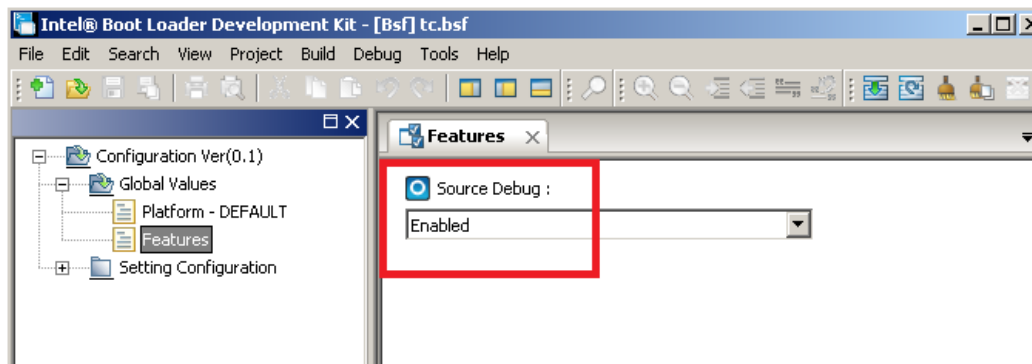 Intel® Boot Loader Development Kit - [Bsf] tc.bsf
File Edit Search View Project Build Debug Tools Help
Features
Configuration Ver(0.1)
Source Debug :
Global Values
Platform - DEFAULT
Enabled
Features
Setting Configuration